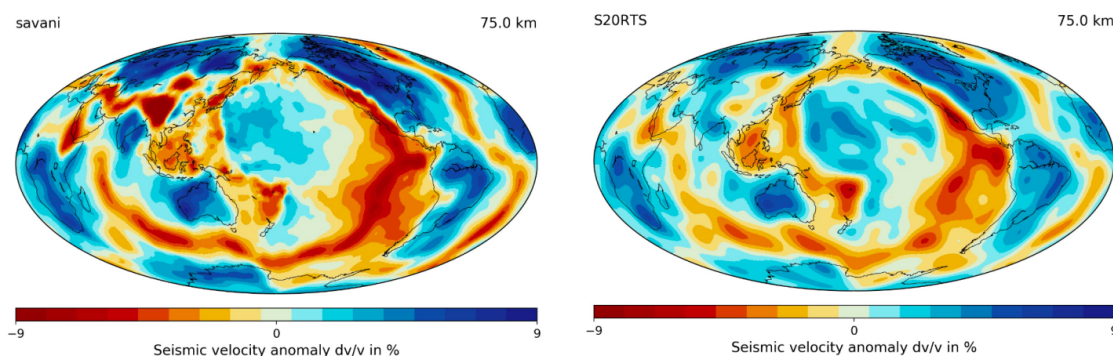 savani 75.0 km
−9 0 9
Seismic velocity anomaly dv/v in %
S20RTS 75.0 km
−9 0 9
Seismic velocity anomaly dv/v in %